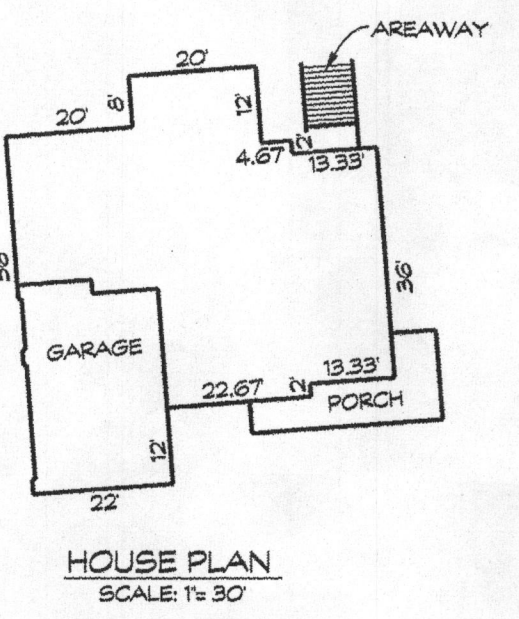 AREAWAY
20'
8'
12'
20'
4.67'
2'
13.33'
36'
GARAGE
13.33'
22.67'
2'
PORCH
12'
22'
HOUSE PLAN
SCALE: 1"= 30'